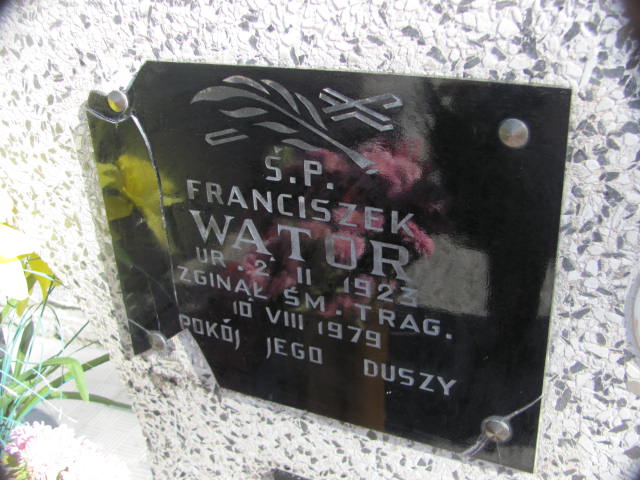 Ś.P.
FRANCISZEK
WATOR
UR. 2 II 1923
ZGINĄŁ ŚM. TRAG.
10 VIII 1979
POKÓJ JEGO DUSZY